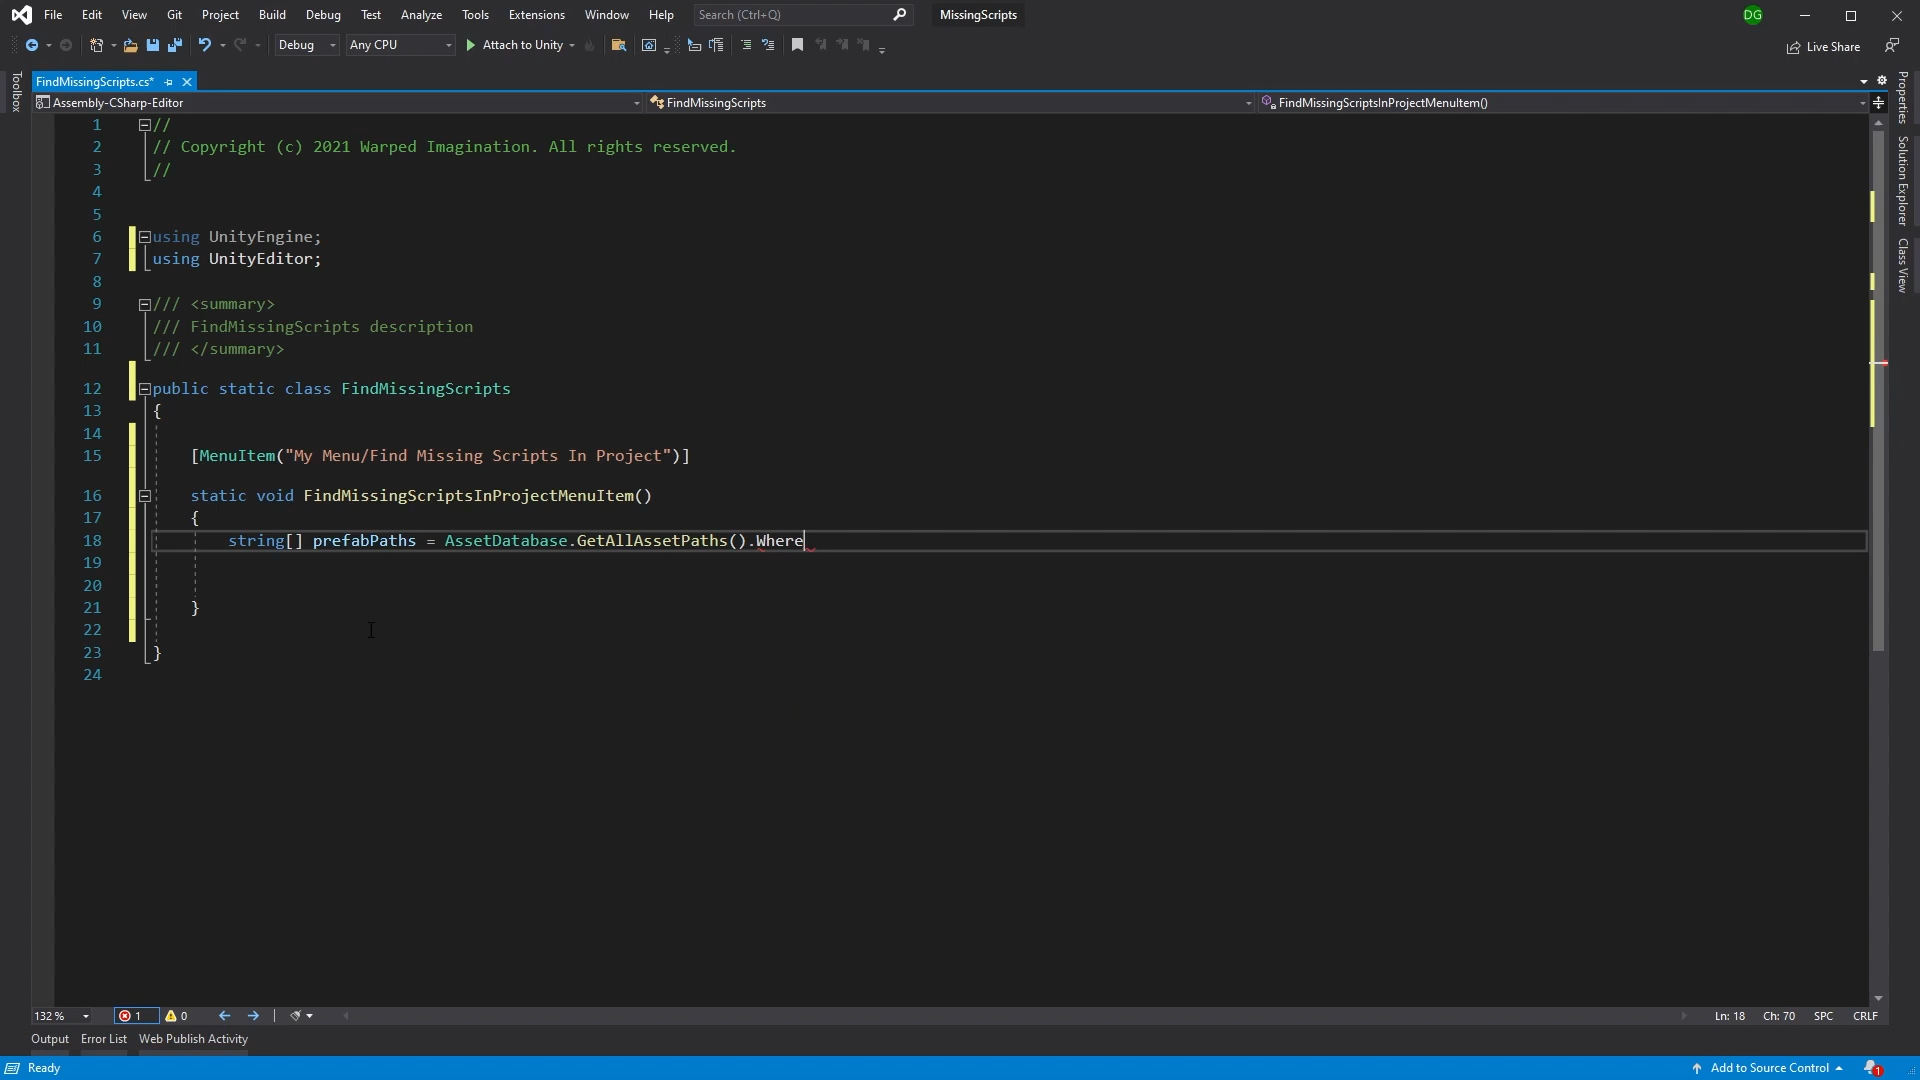 File Edit View Git Project Build Debug Test Analyze Tools Extensions Window Help Search (Ctrl+Q) MissingScripts DG
Debug Any CPU Attach to Unity Live Share
Toolbox
FindMissingScripts.cs*
Assembly-CSharp-Editor FindMissingScripts FindMissingScriptsInProjectMenuItem()
Properties
Solution Explorer
Class View
1 //
2 // Copyright (c) 2021 Warped Imagination. All rights reserved.
3 //
4
5
6 using UnityEngine;
7 using UnityEditor;
8
9 /// <summary>
10 /// FindMissingScripts description
11 /// </summary>
12 public static class FindMissingScripts
13 {
14
15 [MenuItem("My Menu/Find Missing Scripts In Project")]
16 static void FindMissingScriptsInProjectMenuItem()
17 {
18 string[] prefabPaths = AssetDatabase.GetAllAssetPaths().Where
19
20
21 }
22
23 }
24
132 % 1 0 Ln: 18 Ch: 70 SPC CRLF
Output Error List Web Publish Activity
Ready Add to Source Control 1